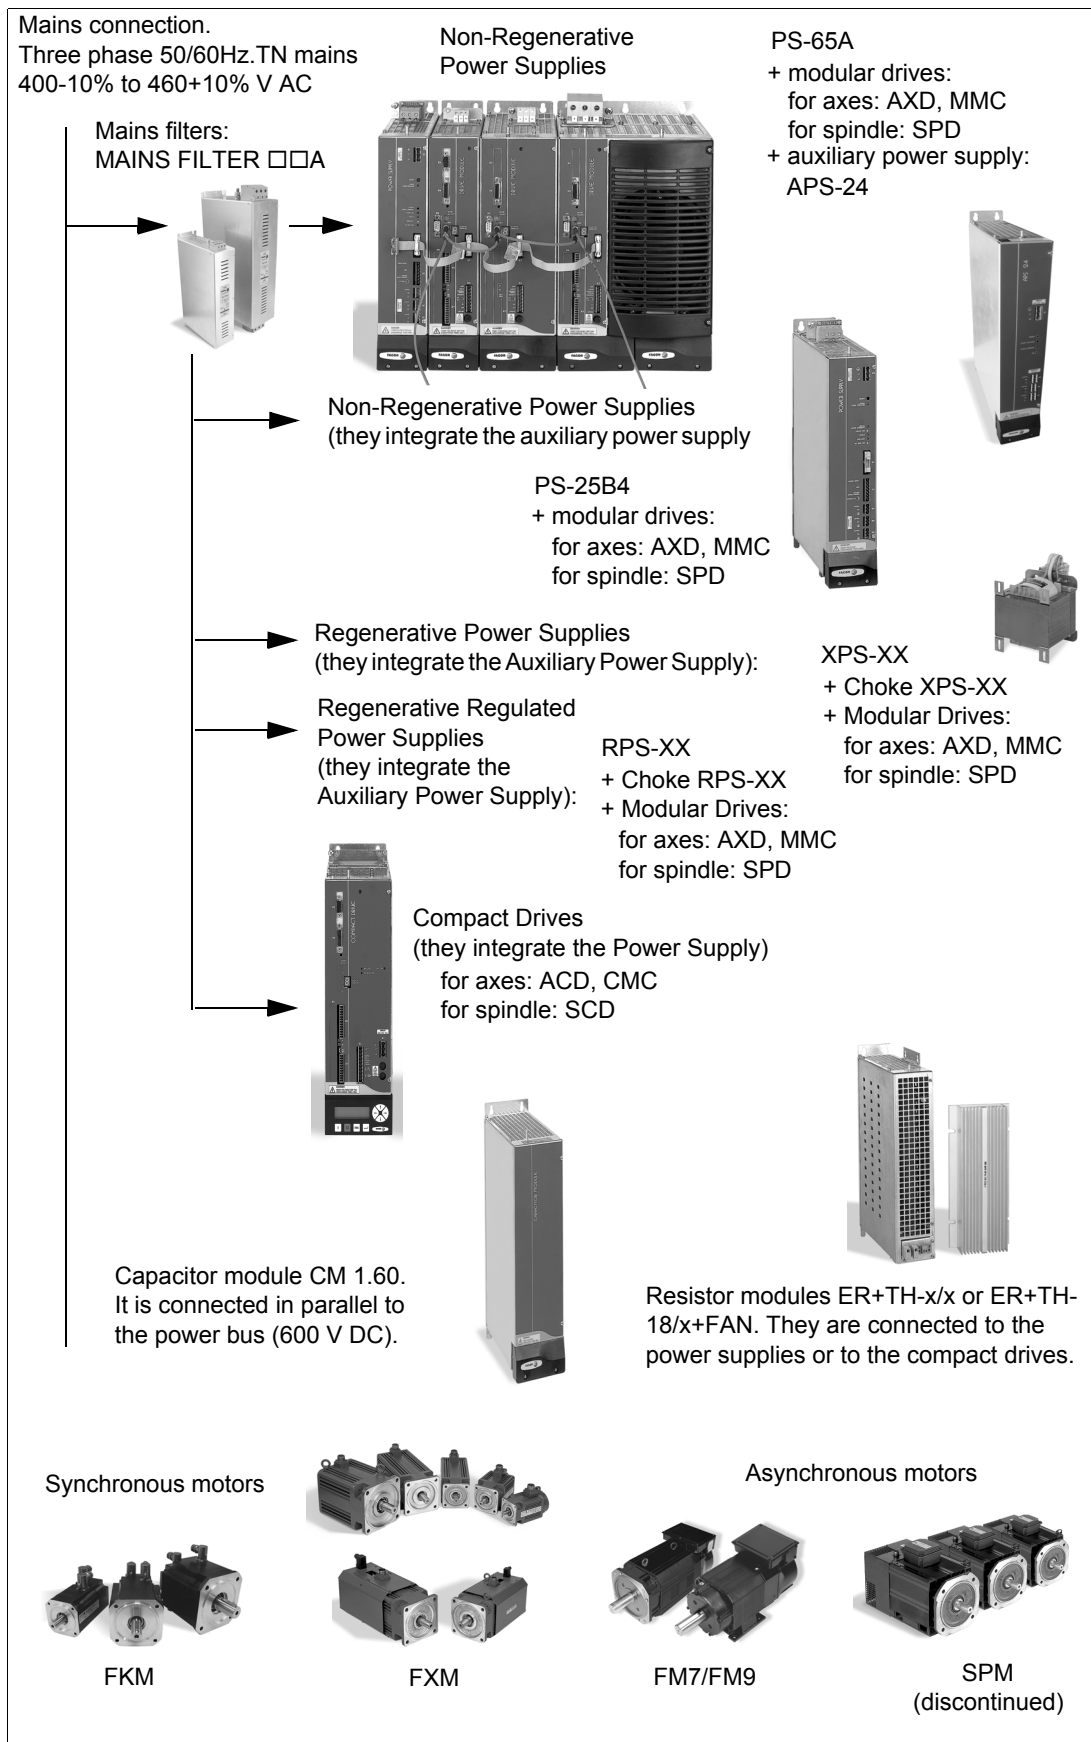 Mains connection.
Three phase 50/60Hz.TN mains
400-10% to 460+10% V AC
Mains filters:
MAINS FILTER □□A
Non-Regenerative
Power Supplies
PS-65A
+ modular drives:
for axes: AXD, MMC
for spindle: SPD
+ auxiliary power supply:
APS-24
Non-Regenerative Power Supplies
(they integrate the auxiliary power supply
PS-25B4
+ modular drives:
for axes: AXD, MMC
for spindle: SPD
Regenerative Power Supplies
(they integrate the Auxiliary Power Supply):
XPS-XX
+ Choke XPS-XX
+ Modular Drives:
for axes: AXD, MMC
for spindle: SPD
Regenerative Regulated
Power Supplies
(they integrate the
Auxiliary Power Supply):
RPS-XX
+ Choke RPS-XX
+ Modular Drives:
for axes: AXD, MMC
for spindle: SPD
Compact Drives
(they integrate the Power Supply)
for axes: ACD, CMC
for spindle: SCD
Capacitor module CM 1.60.
It is connected in parallel to
the power bus (600 V DC).
Resistor modules ER+TH-x/x or ER+TH-
18/x+FAN. They are connected to the
power supplies or to the compact drives.
Synchronous motors
Asynchronous motors
FKM
FXM
FM7/FM9
SPM
(discontinued)